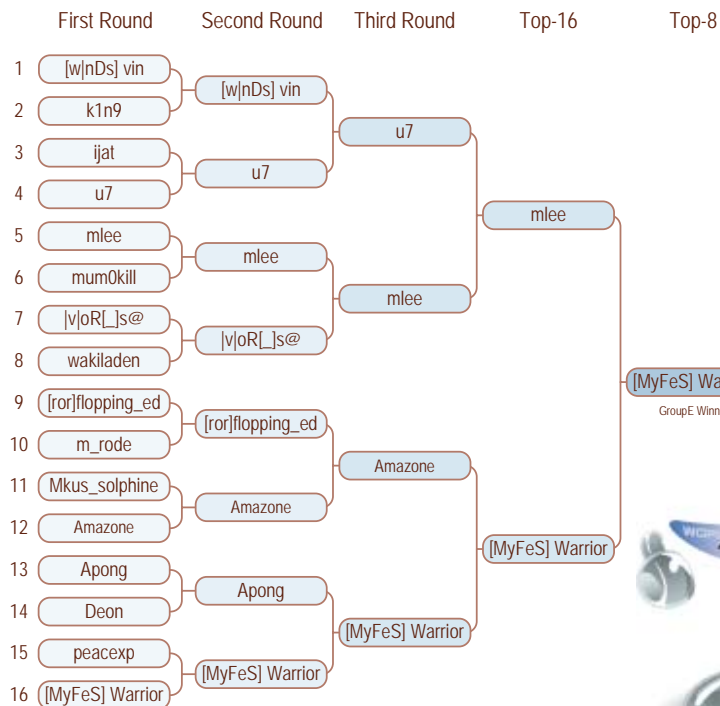 First Round Second Round Third Round Top-16 Top-8
1 [w|nDs] vin
[w|nDs] vin
2 k1n9
u7
3 ijat
u7
4 u7
mlee
5 mlee
mlee
6 mum0kill
mlee
7 |v|oR[_]s@
|v|oR[_]s@
8 wakiladen
[MyFeS] Wa
GroupE Winn
9 [ror]flopping_ed
[ror]flopping_ed
10 m_rode
Amazone
11 Mkus_solphine
Amazone
12 Amazone
[MyFeS] Warrior
13 Apong
Apong
14 Deon
[MyFeS] Warrior
15 peacexp
[MyFeS] Warrior
16 [MyFeS] Warrior